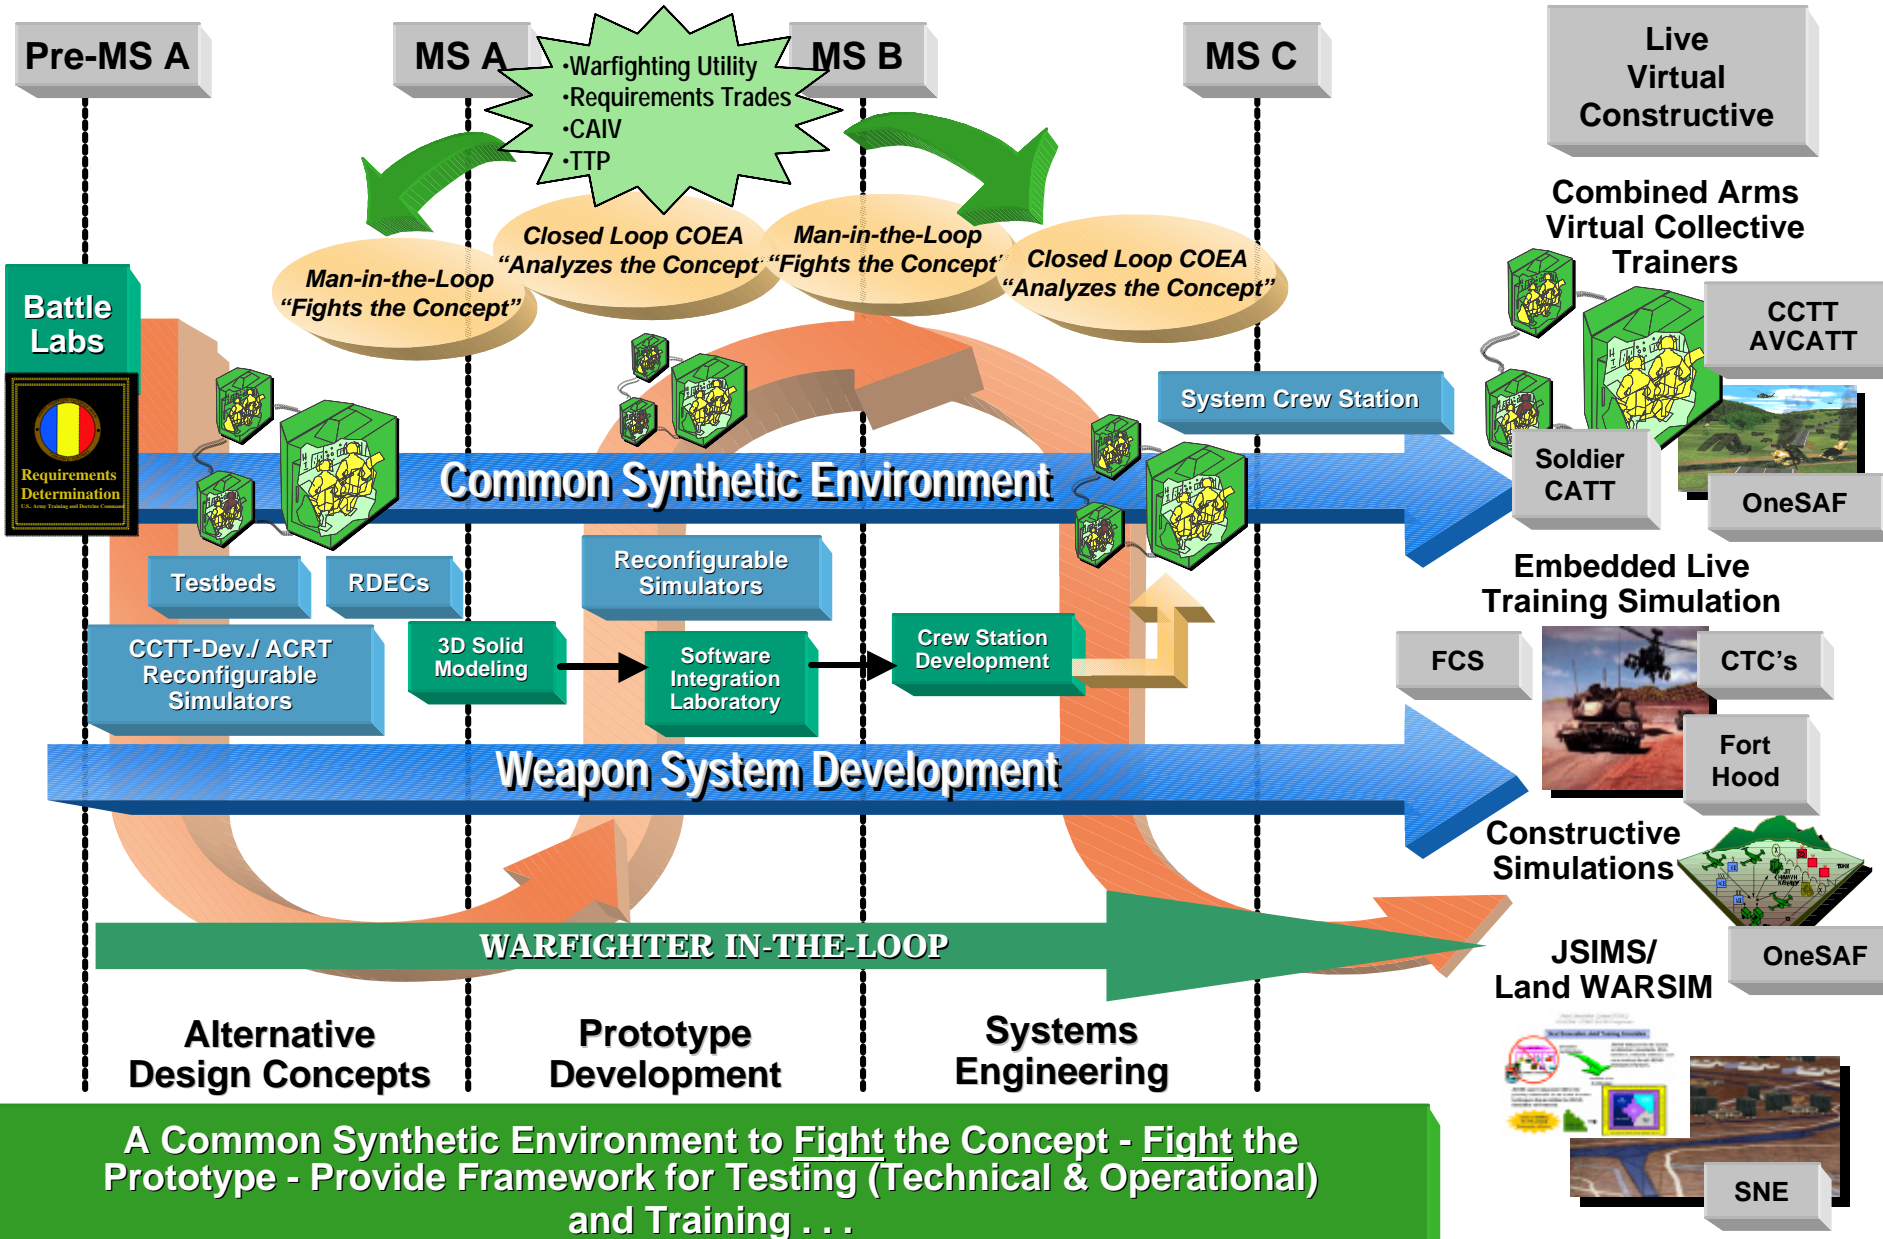 Pre-MS A
MS A
MS B
MS C
Live
Virtual
Constructive
•Warfighting Utility
•Requirements Trades
•CAIV
•TTP
Man-in-the-Loop
“Fights the Concept”
Closed Loop COEA
“Analyzes the Concept”
Man-in-the-Loop
“Fights the Concept”
Closed Loop COEA
“Analyzes the Concept”
Combined Arms
Virtual Collective
Trainers
CCTT
AVCATT
Soldier
CATT
OneSAF
Battle
Labs
Requirements
Determination
U.S. Army Training and Doctrine Command
System Crew Station
Common Synthetic Environment
Testbeds
RDECs
Reconfigurable
Simulators
CCTT-Dev./ ACRT
Reconfigurable
Simulators
3D Solid
Modeling
Software
Integration
Laboratory
Crew Station
Development
Embedded Live
Training Simulation
FCS
CTC's
Fort
Hood
Weapon System Development
Constructive
Simulations
OneSAF
WARFIGHTER IN-THE-LOOP
JSIMS/
Land WARSIM
SNE
Alternative
Design Concepts
Prototype
Development
Systems
Engineering
A Common Synthetic Environment to Fight the Concept - Fight the
Prototype - Provide Framework for Testing (Technical & Operational)
and Training . . .